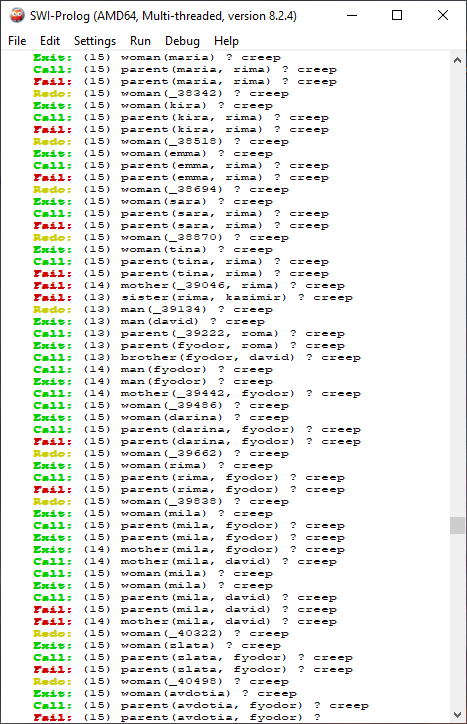 SWI-Prolog (AMD64, Multi-threaded, version 8.2.4)
File Edit Settings Run Debug Help
Exit: (15) woman(maria) ? creep
Call: (15) parent(maria, rima) ? creep
Fail: (15) parent(maria, rima) ? creep
Redo: (15) woman(_38342) ? creep
Exit: (15) woman(kira) ? creep
Call: (15) parent(kira, rima) ? creep
Fail: (15) parent(kira, rima) ? creep
Redo: (15) woman(_38518) ? creep
Exit: (15) woman(emma) ? creep
Call: (15) parent(emma, rima) ? creep
Fail: (15) parent(emma, rima) ? creep
Redo: (15) woman(_38694) ? creep
Exit: (15) woman(sara) ? creep
Call: (15) parent(sara, rima) ? creep
Fail: (15) parent(sara, rima) ? creep
Redo: (15) woman(_38870) ? creep
Exit: (15) woman(tina) ? creep
Call: (15) parent(tina, rima) ? creep
Fail: (15) parent(tina, rima) ? creep
Fail: (14) mother(_39046, rima) ? creep
Fail: (13) sister(rima, kazimir) ? creep
Redo: (13) man(_39134) ? creep
Exit: (13) man(david) ? creep
Call: (13) parent(_39222, roma) ? creep
Exit: (13) parent(fyodor, roma) ? creep
Call: (13) brother(fyodor, david) ? creep
Call: (14) man(fyodor) ? creep
Exit: (14) man(fyodor) ? creep
Call: (14) mother(_39442, fyodor) ? creep
Call: (15) woman(_39486) ? creep
Exit: (15) woman(darina) ? creep
Call: (15) parent(darina, fyodor) ? creep
Fail: (15) parent(darina, fyodor) ? creep
Redo: (15) woman(_39662) ? creep
Exit: (15) woman(rima) ? creep
Call: (15) parent(rima, fyodor) ? creep
Fail: (15) parent(rima, fyodor) ? creep
Redo: (15) woman(_39838) ? creep
Exit: (15) woman(mila) ? creep
Call: (15) parent(mila, fyodor) ? creep
Exit: (15) parent(mila, fyodor) ? creep
Exit: (14) mother(mila, fyodor) ? creep
Call: (14) mother(mila, david) ? creep
Call: (15) woman(mila) ? creep
Exit: (15) woman(mila) ? creep
Call: (15) parent(mila, david) ? creep
Fail: (15) parent(mila, david) ? creep
Fail: (14) mother(mila, david) ? creep
Redo: (15) woman(_40322) ? creep
Exit: (15) woman(zlata) ? creep
Call: (15) parent(zlata, fyodor) ? creep
Fail: (15) parent(zlata, fyodor) ? creep
Redo: (15) woman(_40498) ? creep
Exit: (15) woman(avdotia) ? creep
Call: (15) parent(avdotia, fyodor) ? creep
Fail: (15) parent(avdotia, fyodor) ?